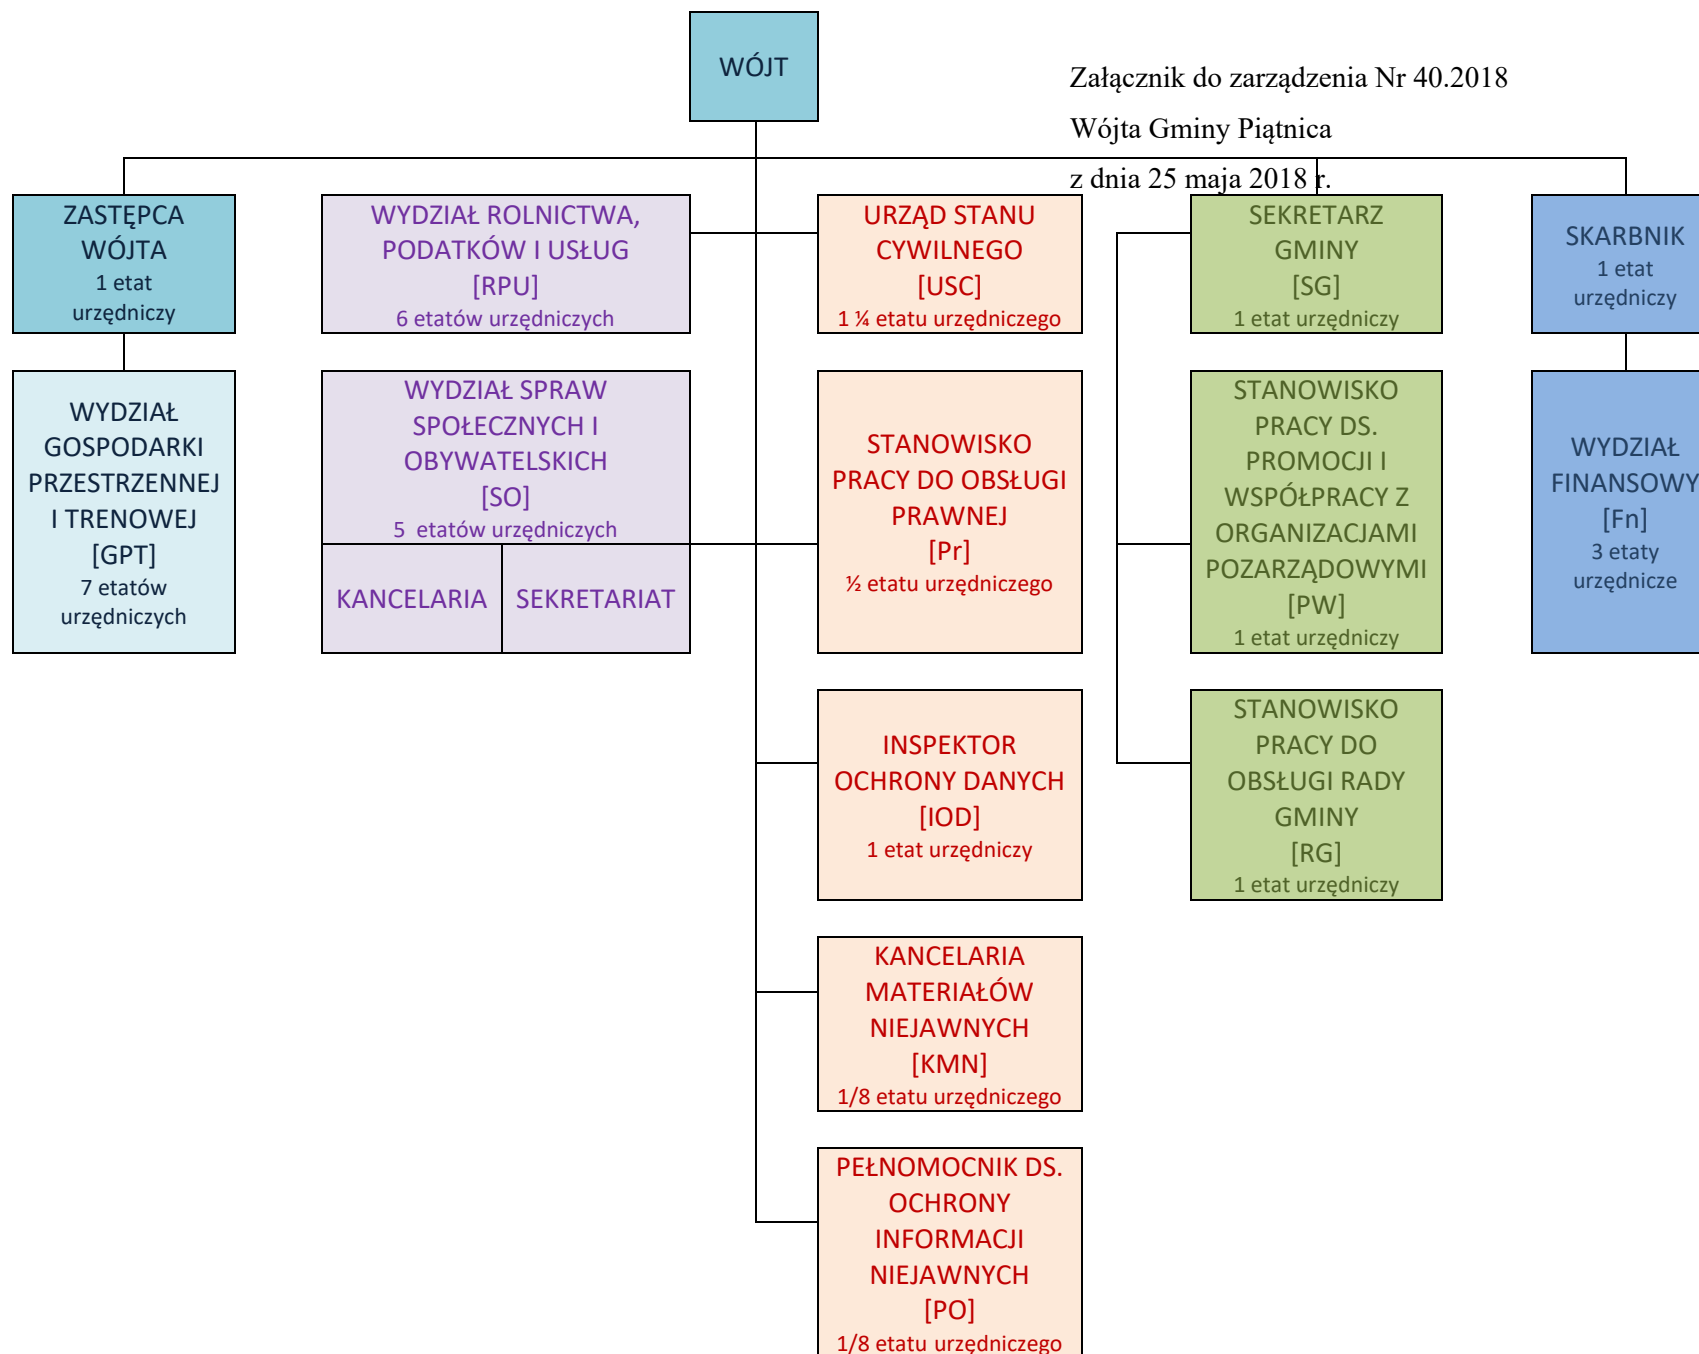 WÓJT
Załącznik do zarządzenia Nr 40.2018
Wójta Gminy Piątnica
z dnia 25 maja 2018 r.
ZASTĘPCA
WÓJTA
1 etat
urzędniczy
WYDZIAŁ ROLNICTWA,
PODATKÓW I USŁUG
[RPU]
6 etatów urzędniczych
URZĄD STANU
CYWILNEGO
[USC]
1 ¼ etatu urzędniczego
SEKRETARZ
GMINY
[SG]
1 etat urzędniczy
SKARBNIK
1 etat
urzędniczy
WYDZIAŁ
GOSPODARKI
PRZESTRZENNEJ
I TRENOWEJ
[GPT]
7 etatów
urzędniczych
WYDZIAŁ SPRAW
SPOŁECZNYCH I
OBYWATELSKICH
[SO]
5  etatów urzędniczych
KANCELARIA
SEKRETARIAT
STANOWISKO
PRACY DO OBSŁUGI
PRAWNEJ
[Pr]
½ etatu urzędniczego
STANOWISKO
PRACY DS.
PROMOCJI I
WSPÓŁPRACY Z
ORGANIZACJAMI
POZARZĄDOWYMI
[PW]
1 etat urzędniczy
WYDZIAŁ
FINANSOWY
[Fn]
3 etaty
urzędnicze
INSPEKTOR
OCHRONY DANYCH
[IOD]
1 etat urzędniczy
STANOWISKO
PRACY DO
OBSŁUGI RADY
GMINY
[RG]
1 etat urzędniczy
KANCELARIA
MATERIAŁÓW
NIEJAWNYCH
[KMN]
1/8 etatu urzędniczego
PEŁNOMOCNIK DS.
OCHRONY
INFORMACJI
NIEJAWNYCH
[PO]
1/8 etatu urzędniczego